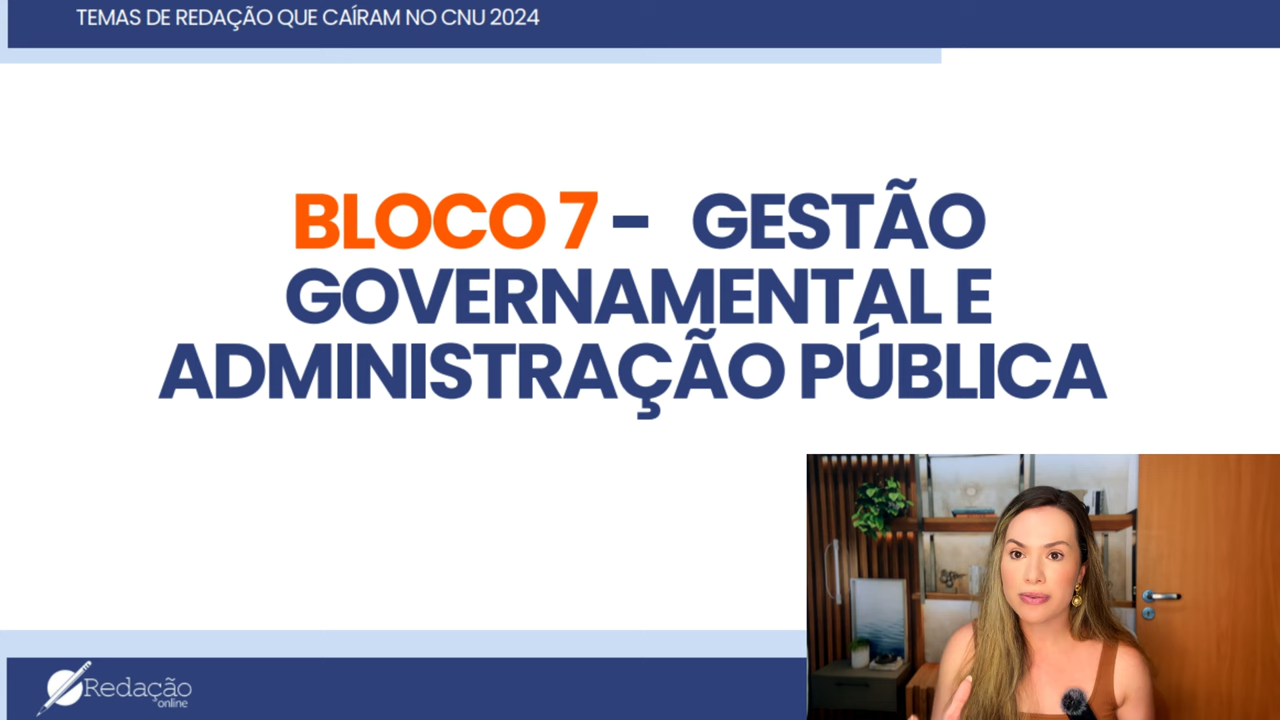 TEMAS DE REDAÇÃO QUE CAÍRAM NO CNU 2024
BLOCO 7 - GESTÃO
GOVERNAMENTAL E
ADMINISTRAÇÃO PÚBLICA
Redação
online